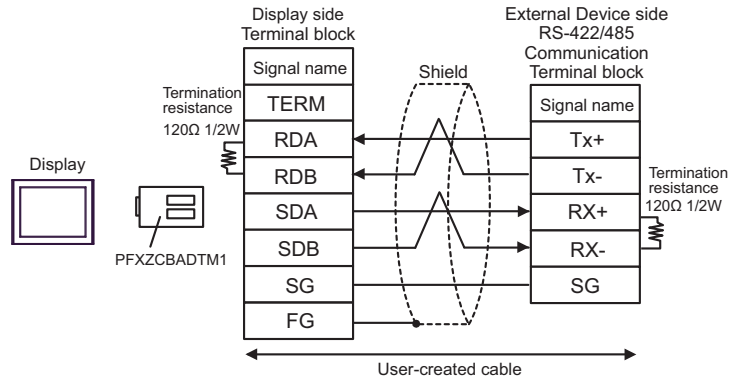 Display side
Terminal block
External Device side
RS-422/485
Communication
Terminal block
Signal name
Shield
Termination
resistance
120Ω 1/2W
TERM
Signal name
RDA
Tx+
Display
RDB
Tx-
Termination
resistance
120Ω 1/2W
SDA
RX+
PFXZCBADTM1
SDB
RX-
SG
SG
FG
User-created cable